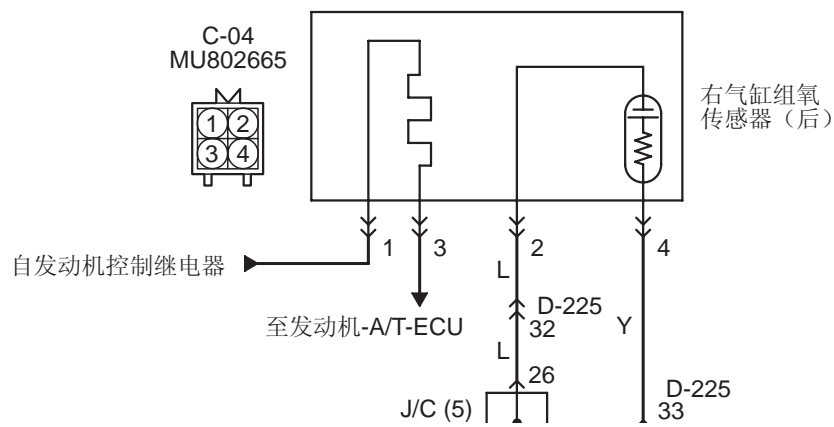 C-04
MU802665
1 2
3 4
右气缸组氧
传感器（后）
1
3
2
4
自发动机控制继电器
L
D-225
32
至发动机-A/T-ECU
Y
L
26
D-225
33
J/C (5)